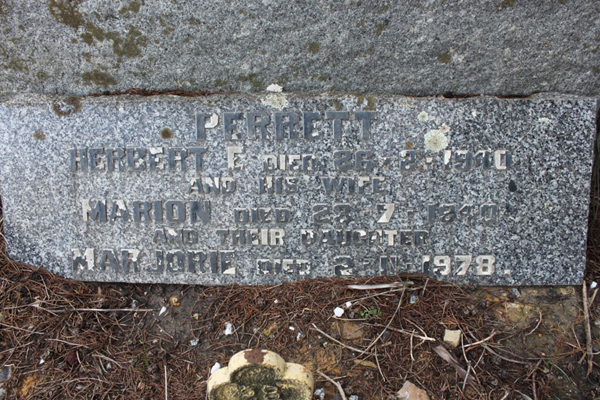 PERRETT
HERBERT E DIED 26 - 3 - 1940
AND HIS WIFE
MARION DIED 23 - 7 - 1940
AND THEIR DAUGHTER
MARJORIE DIED 1978